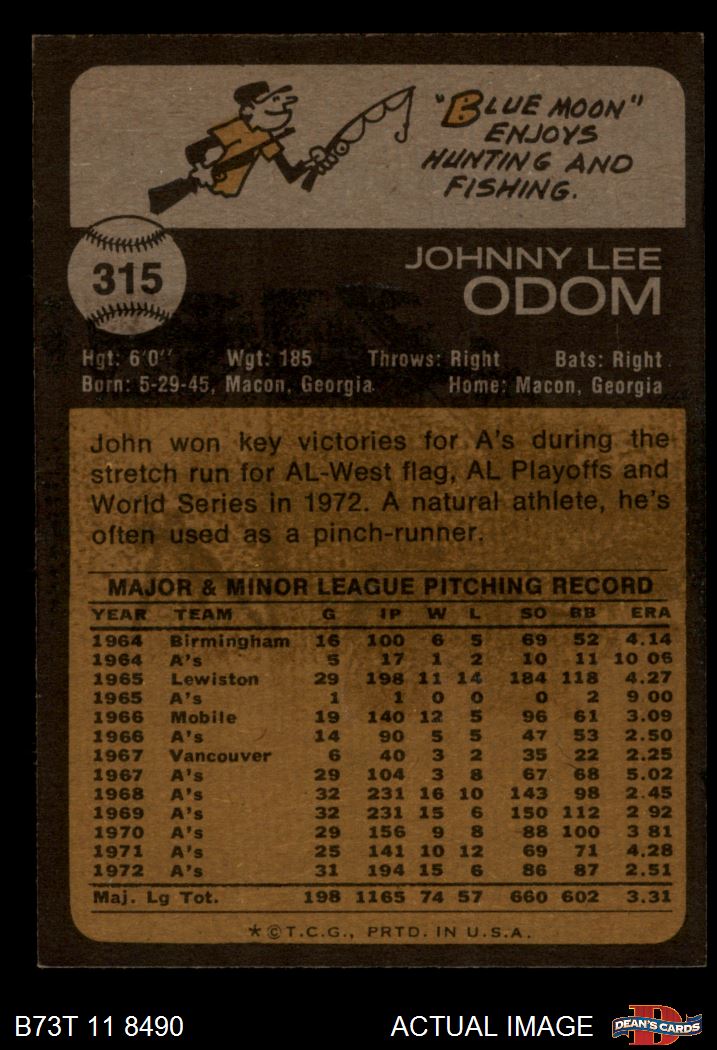 "BLUE MOON"
ENJOYS
HUNTING AND
FISHING.
315
JOHNNY LEE
ODOM
Hgt: 6'0" Wgt: 185 Throws: Right Bats: Right
Born: 5-29-45, Macon, Georgia Home: Macon, Georgia
John won key victories for A's during the
stretch run for AL-West flag, AL Playoffs and
World Series in 1972. A natural athlete, he's
often used as a pinch-runner.
MAJOR & MINOR LEAGUE PITCHING RECORD
YEAR TEAM G IP W L SO BB ERA
1964 Birmingham 16 100 6 5 69 52 4.14
1964 A's 5 17 1 2 10 11 10 06
1965 Lewiston 29 198 11 14 184 118 4.27
1965 A's 1 1 0 0 0 2 9.00
1966 Mobile 19 140 12 5 96 61 3.09
1966 A's 14 90 5 5 47 53 2.50
1967 Vancouver 6 40 3 2 35 22 2.25
1967 A's 29 104 3 8 67 68 5.02
1968 A's 32 231 16 10 143 98 2.45
1969 A's 32 231 15 6 150 112 2 92
1970 A's 29 156 9 8 88 100 3 81
1971 A's 25 141 10 12 69 71 4.28
1972 A's 31 194 15 6 86 87 2.51
Maj. Lg Tot. 198 1165 74 57 660 602 3.31
*©T.C.G., PRTD. IN U.S.A.
B73T 11 8490 ACTUAL IMAGE DEAN'S CARDS